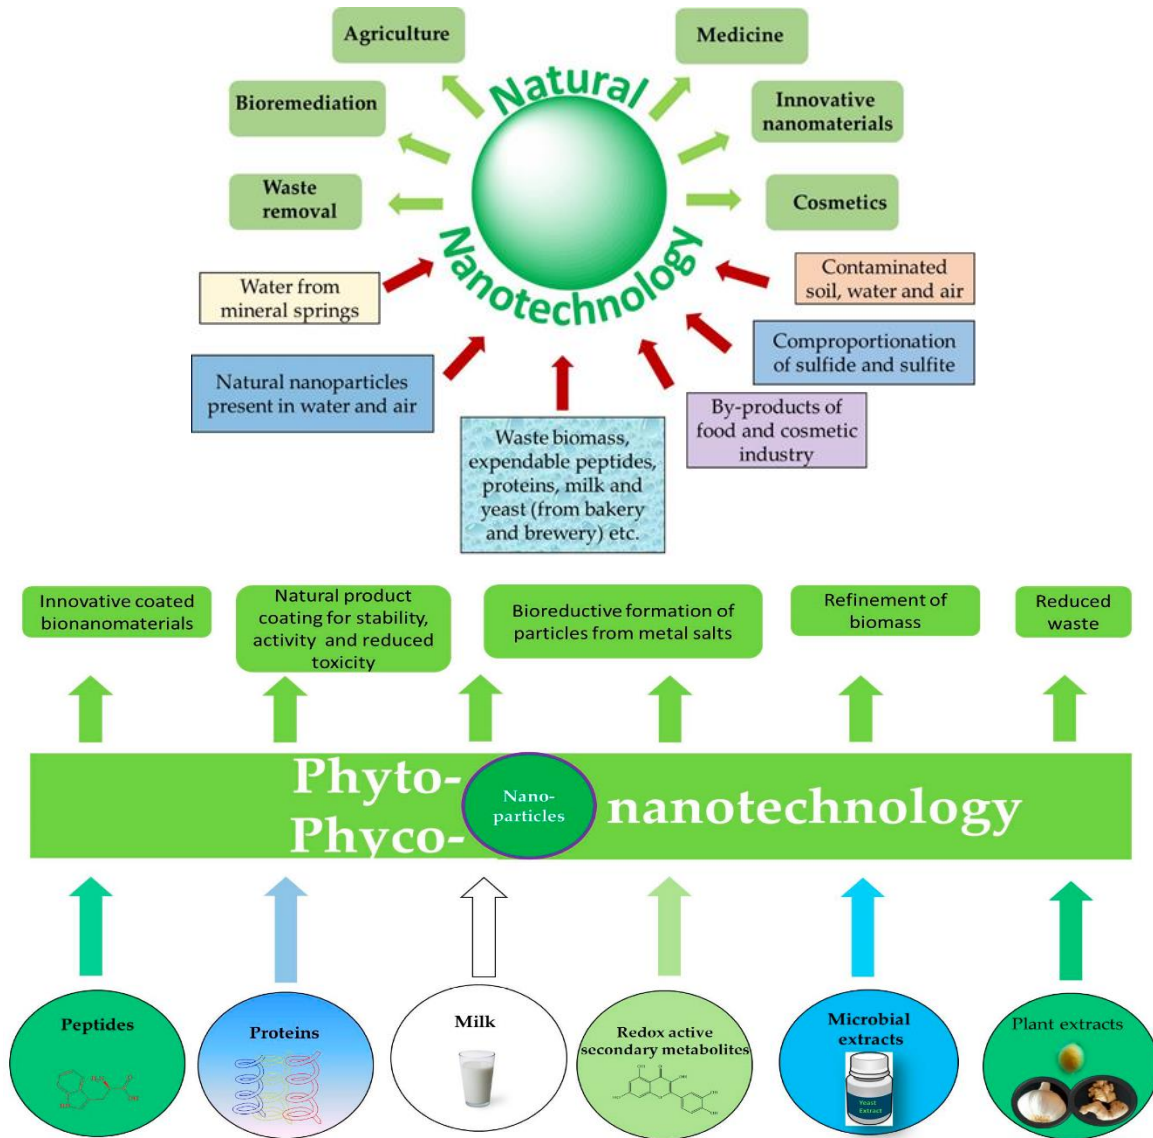 Agriculture
Medicine
Natural
Bioremediation
Innovative
nanomaterials
Waste
removal
Cosmetics
Nanotechnology
Water from
mineral springs
Contaminated
soil, water and air
Natural nanoparticles
present in water and air
Comproportionation
of sulfide and sulfite
Waste biomass,
expendable peptides,
proteins, milk and
yeast (from bakery
and brewery) etc.
By-products of
food and cosmetic
industry
Innovative coated
bionanomaterials
Natural product
coating for stability,
activity and reduced
toxicity
Bioreductive formation of
particles from metal salts
Refinement of
biomass
Reduced
waste
Phyto-
Phyco-
Nano-
particles
nanotechnology
Peptides
Proteins
Milk
Redox active
secondary metabolites
Microbial
extracts
Yeast
Extract
Plant extracts